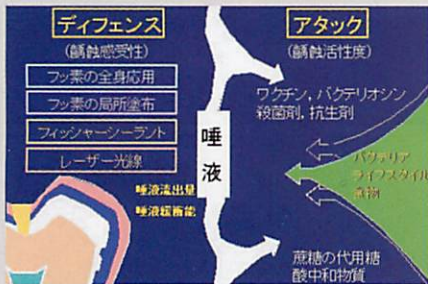 ディフェンス
(齲蝕感受性)
フッ素の全身応用
フッ素の局所塗布
フィッシャーシーラント
レーザー光線
唾液流出量
唾液緩衝能
唾
液
アタック
(齲蝕活性度)
ワクチン，バクテリオシン
殺菌剤，抗生剤
バクテリア
ライフスタイル
食物
蔗糖の代用糖
酸中和物質